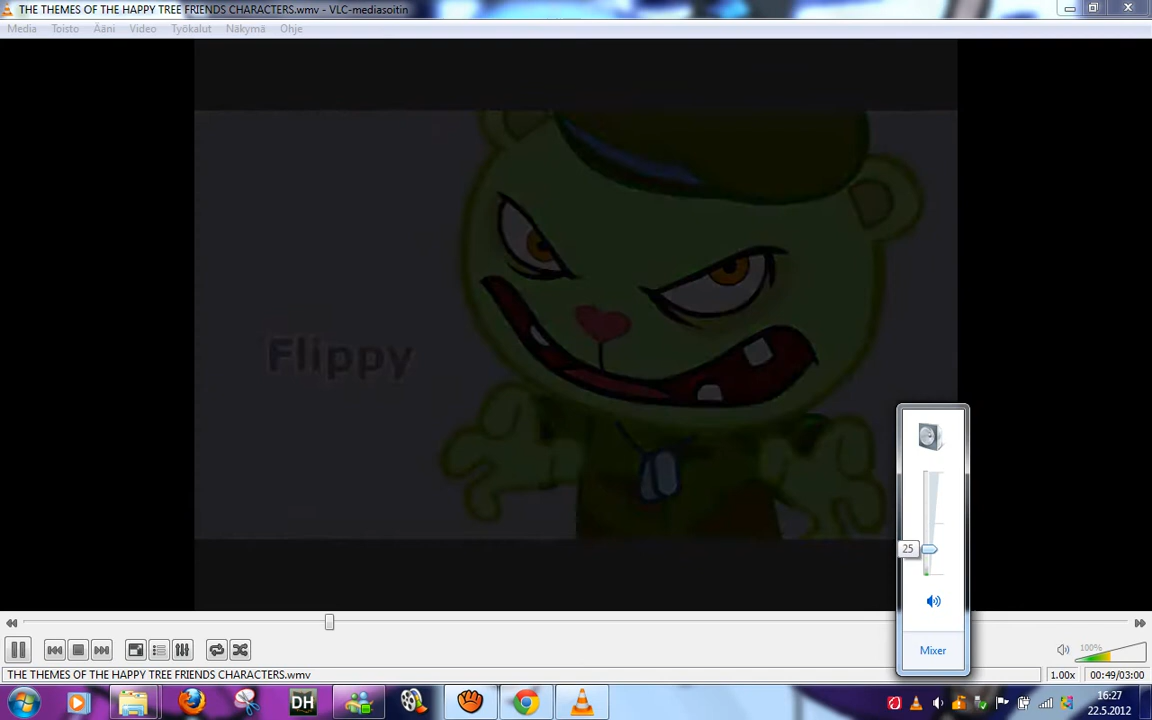 THE THEMES OF THE HAPPY TREE FRIENDS CHARACTERS.wmv - VLC-mediasoitin
Media Toisto Ääni Video Työkalut Näkymä Ohje
Flippy
25
Mixer
100%
THE THEMES OF THE HAPPY TREE FRIENDS CHARACTERS.wmv 1.00x 00:49/03:00
DH
16:27
22.5.2012